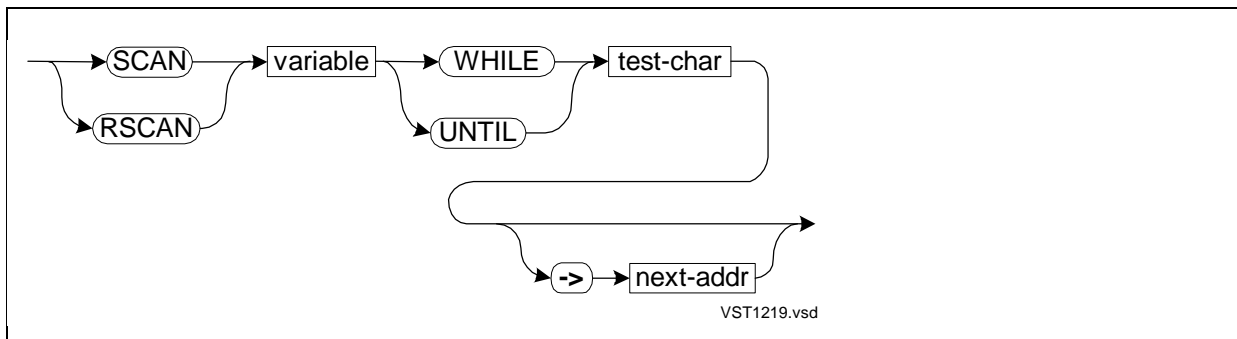 SCAN variable WHILE test-char
RSCAN UNTIL
-> next-addr
VST1219.vsd